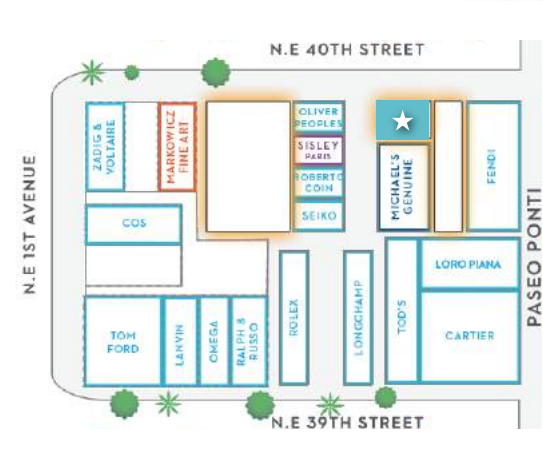 N.E 40TH STREET
N.E 1ST AVENUE
ZADIG &
VOLTAIRE
MARKOWICZ
FINE ART
OLIVER
PEOPLES
SISLEY
PARIS
ROBERTO
COIN
SEIKO
MICHAEL'S
GENUINE
FENDI
COS
TOM
FORD
LANVIN
OMEGA
RALPH &
RUSSO
ROLEX
LONGCHAMP
TOD'S
LORO PIANA
CARTIER
PASEO PONTI
N.E 39TH STREET